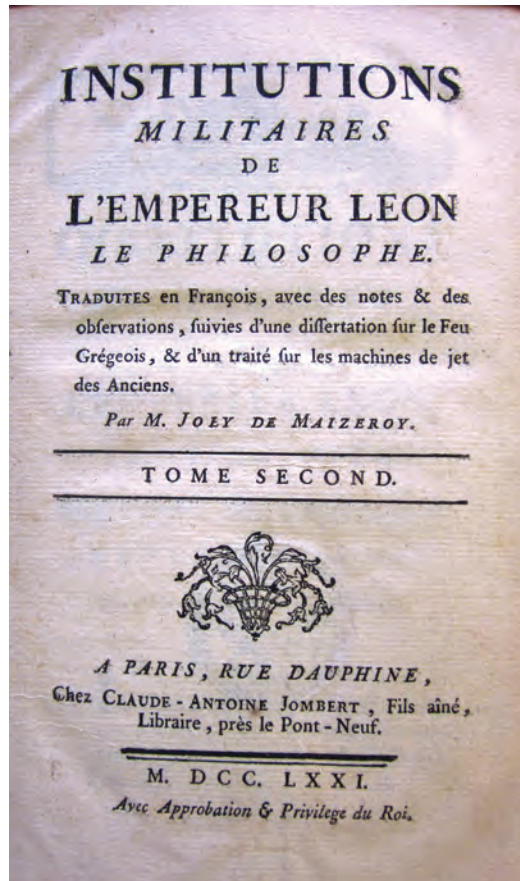 INSTITUTIONS
MILITAIRES
DE
L'EMPEREUR LEON
LE PHILOSOPHE.
TRADUITES en François, avec des notes & des
obſervations, ſuivies d'une diſſertation ſur le Feu
Grégeois, & d'un traité ſur les machines de jet
des Anciens.
Par M. JOLY DE MAIZEROY.
TOME SECOND.
A PARIS, RUE DAUPHINE,
Chez CLAUDE-ANTOINE JOMBERT, Fils aîné,
Libraire, près le Pont-Neuf.
M. DCC. LXXI.
Avec Approbation & Privilege du Roi.